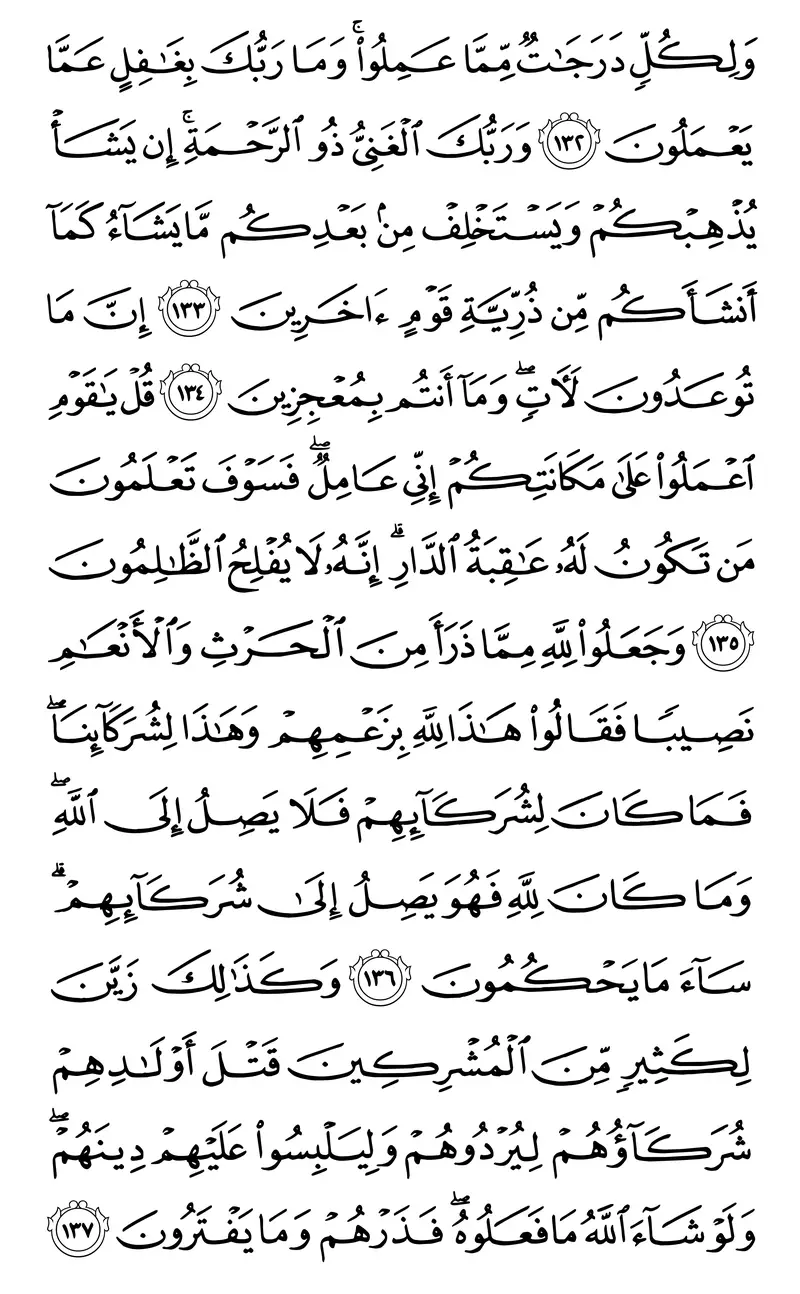 وَلِكُلٍّ دَرَجَٰتٌ مِّمَّا عَمِلُوا۟ ۚ وَمَا رَبُّكَ بِغَٰفِلٍ عَمَّا
يَعْمَلُونَ ١٣٢ وَرَبُّكَ ٱلْغَنِىُّ ذُو ٱلرَّحْمَةِ ۚ إِن يَشَأْ
يُذْهِبْكُمْ وَيَسْتَخْلِفْ مِنۢ بَعْدِكُم مَّا يَشَآءُ كَمَآ
أَنشَأَكُم مِّن ذُرِّيَّةِ قَوْمٍ ءَاخَرِينَ ١٣٣ إِنَّ مَا
تُوعَدُونَ لَءَاتٍ ۖ وَمَآ أَنتُم بِمُعْجِزِينَ ١٣٤ قُلْ يَٰقَوْمِ
ٱعْمَلُوا۟ عَلَىٰ مَكَانَتِكُمْ إِنِّى عَامِلٌ ۖ فَسَوْفَ تَعْلَمُونَ
مَن تَكُونُ لَهُۥ عَٰقِبَةُ ٱلدَّارِ ۗ إِنَّهُۥ لَا يُفْلِحُ ٱلظَّٰلِمُونَ
١٣٥ وَجَعَلُوا۟ لِلَّهِ مِمَّا ذَرَأَ مِنَ ٱلْحَرْثِ وَٱلْأَنْعَٰمِ
نَصِيبًا فَقَالُوا۟ هَٰذَا لِلَّهِ بِزَعْمِهِمْ وَهَٰذَا لِشُرَكَآئِنَا ۖ
فَمَا كَانَ لِشُرَكَآئِهِمْ فَلَا يَصِلُ إِلَى ٱللَّهِ ۖ
وَمَا كَانَ لِلَّهِ فَهُوَ يَصِلُ إِلَىٰ شُرَكَآئِهِمْ ۗ
سَآءَ مَا يَحْكُمُونَ ١٣٦ وَكَذَٰلِكَ زَيَّنَ
لِكَثِيرٍ مِّنَ ٱلْمُشْرِكِينَ قَتْلَ أَوْلَٰدِهِمْ
شُرَكَآؤُهُمْ لِيُرْدُوهُمْ وَلِيَلْبِسُوا۟ عَلَيْهِمْ دِينَهُمْ ۖ
وَلَوْ شَآءَ ٱللَّهُ مَا فَعَلُوهُ ۖ فَذَرْهُمْ وَمَا يَفْتَرُونَ ١٣٧